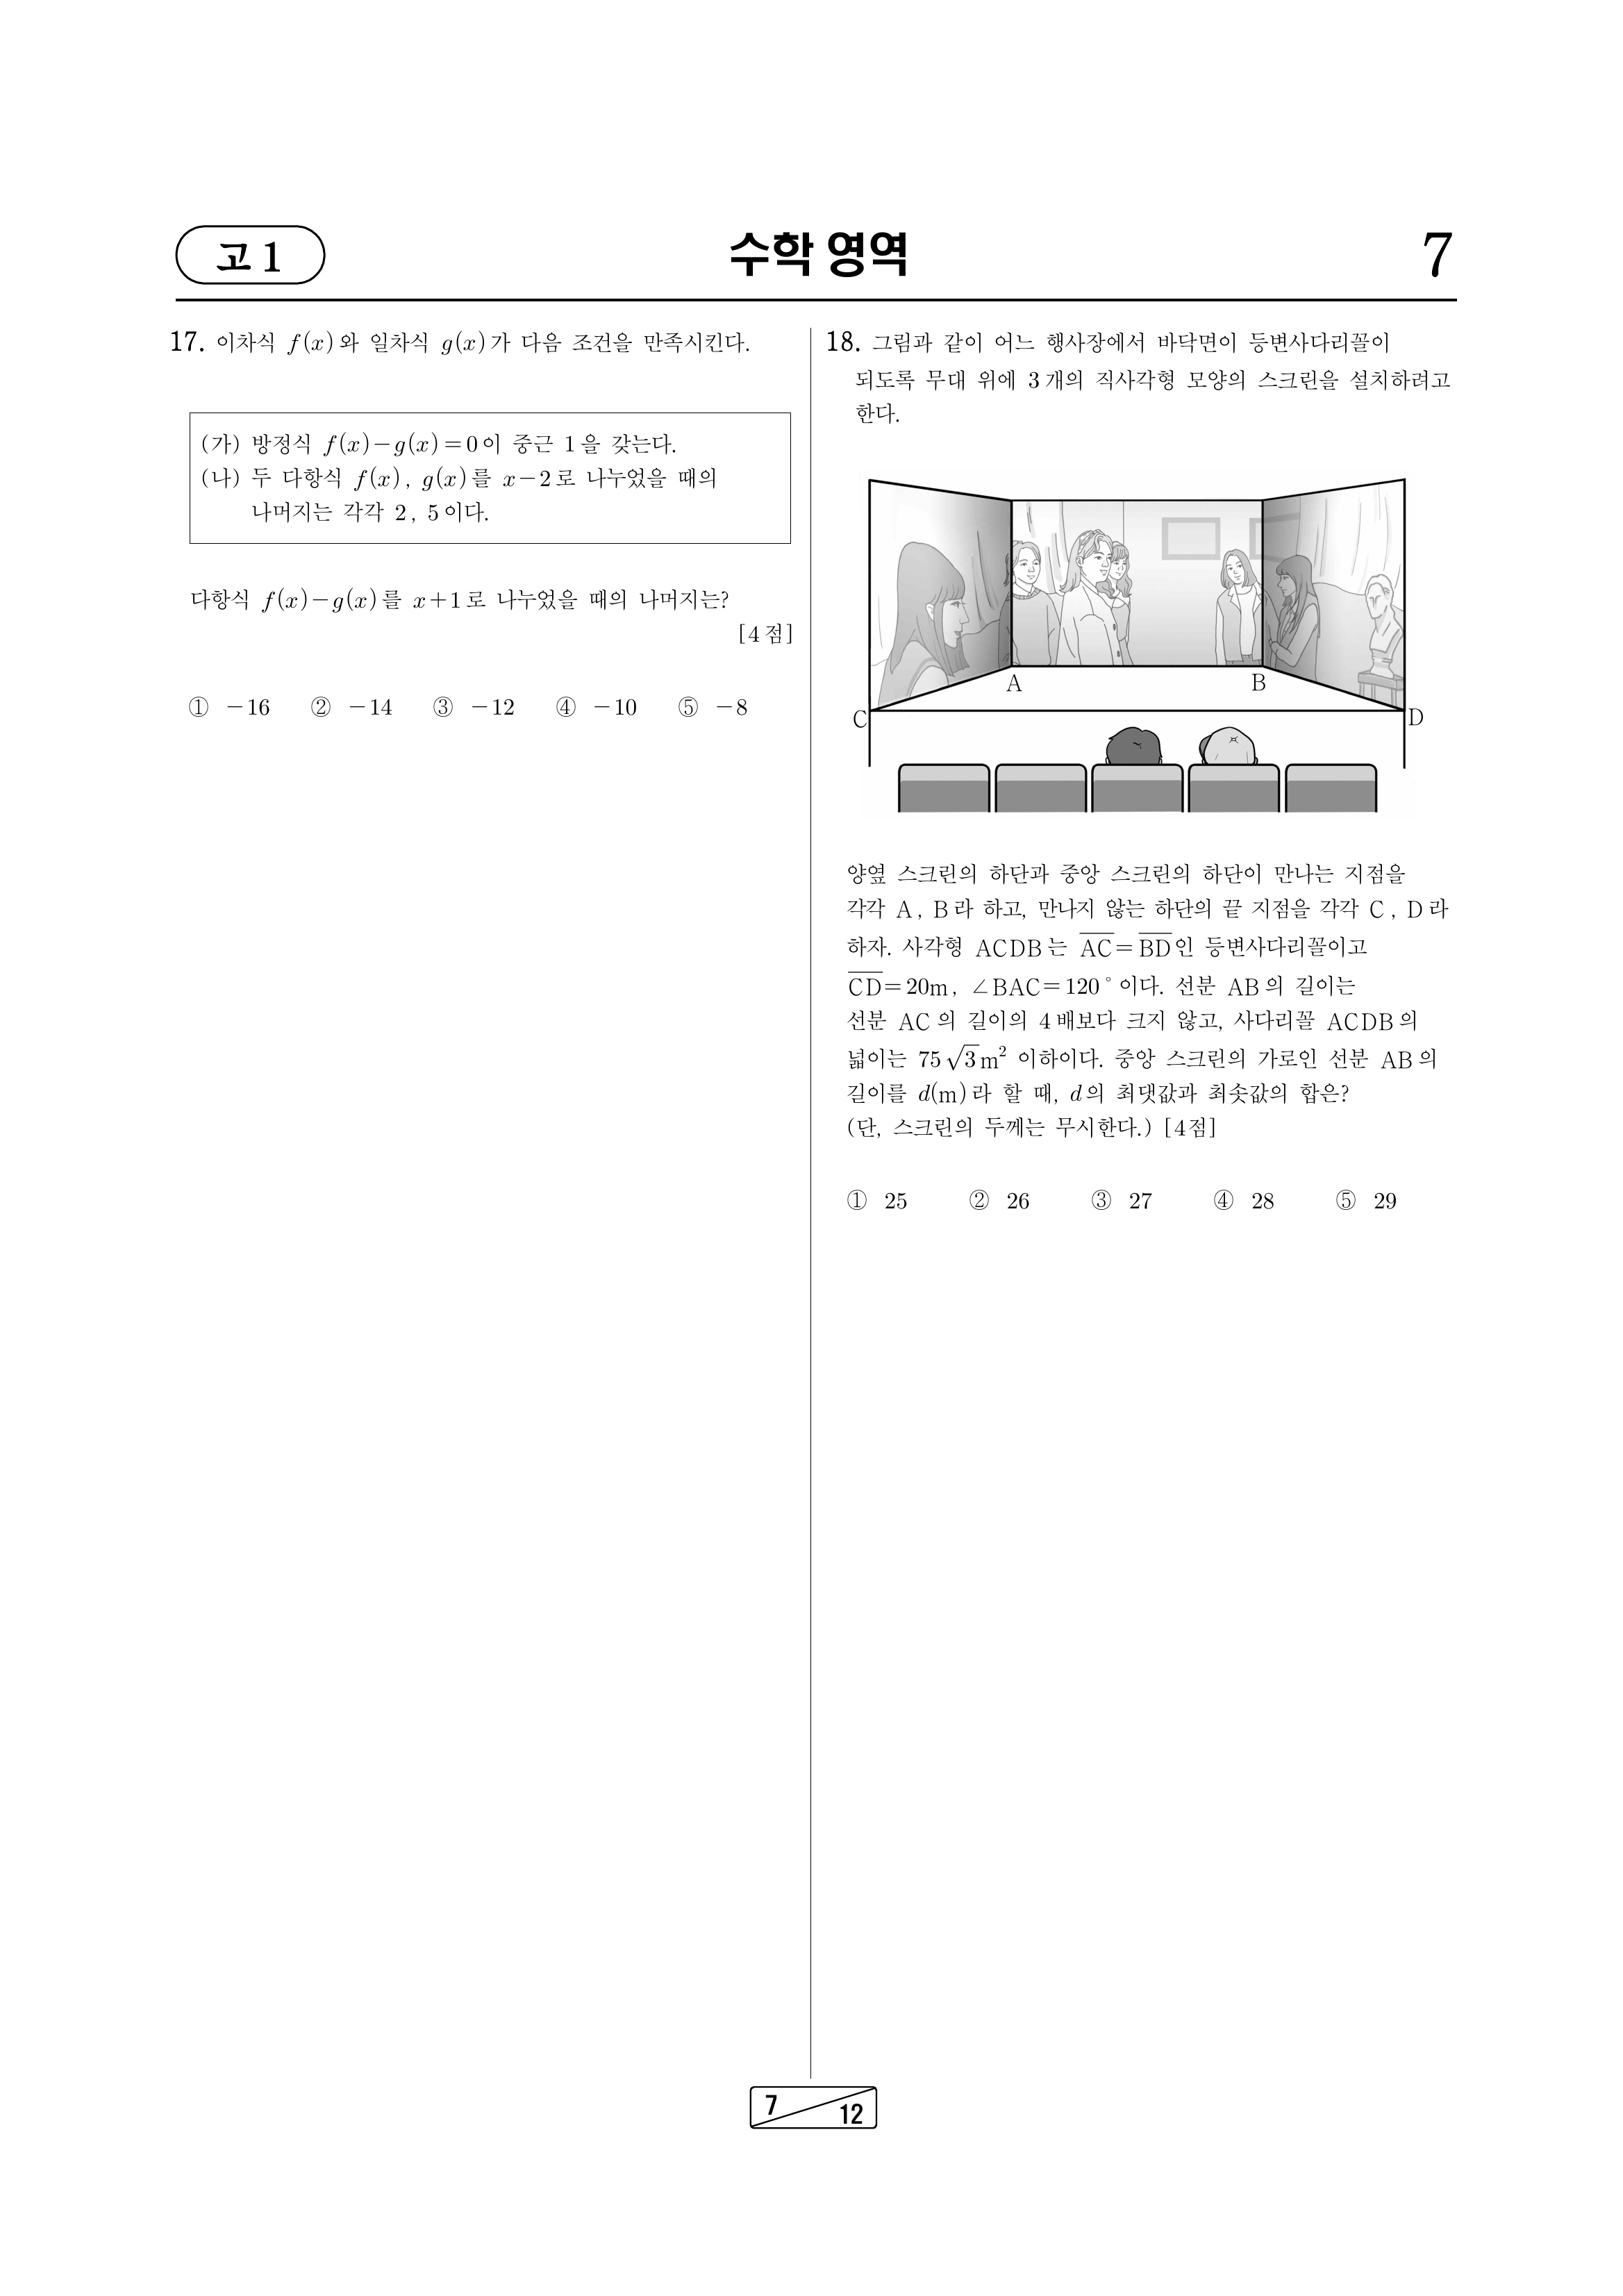 고 1
수학 영역
7
17. 이차식 f(x)와 일차식 g(x)가 다음 조건을 만족시킨다.
(가) 방정식 f(x)-g(x)=0이 중근 1을 갖는다.
(나) 두 다항식 f(x), g(x)를 x-2로 나누었을 때의
나머지는 각각 2, 5이다.
다항식 f(x)-g(x)를 x+1로 나누었을 때의 나머지는?
[4점]
① -16 ② -14 ③ -12 ④ -10 ⑤ -8
18. 그림과 같이 어느 행사장에서 바닥면이 등변사다리꼴이
되도록 무대 위에 3개의 직사각형 모양의 스크린을 설치하려고
한다.
A B
C D
양옆 스크린의 하단과 중앙 스크린의 하단이 만나는 지점을
각각 A, B라 하고, 만나지 않는 하단의 끝 지점을 각각 C, D라
하자. 사각형 ACDB는 \overline{AC}=\overline{BD}인 등변사다리꼴이고
\overline{CD}=20m, ∠BAC=120°이다. 선분 AB의 길이는
선분 AC의 길이의 4배보다 크지 않고, 사다리꼴 ACDB의
넓이는 75√3m² 이하이다. 중앙 스크린의 가로인 선분 AB의
길이를 d(m)라 할 때, d의 최댓값과 최솟값의 합은?
(단, 스크린의 두께는 무시한다.) [4점]
① 25 ② 26 ③ 27 ④ 28 ⑤ 29
7 12